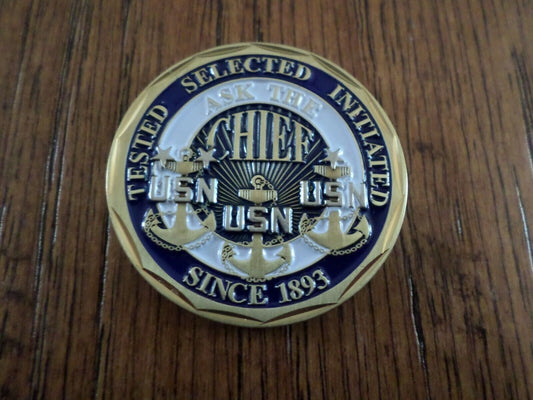 TESTED SELECTED INITIATED
ASK THE
CHIEF
USN USN USN
SINCE 1893